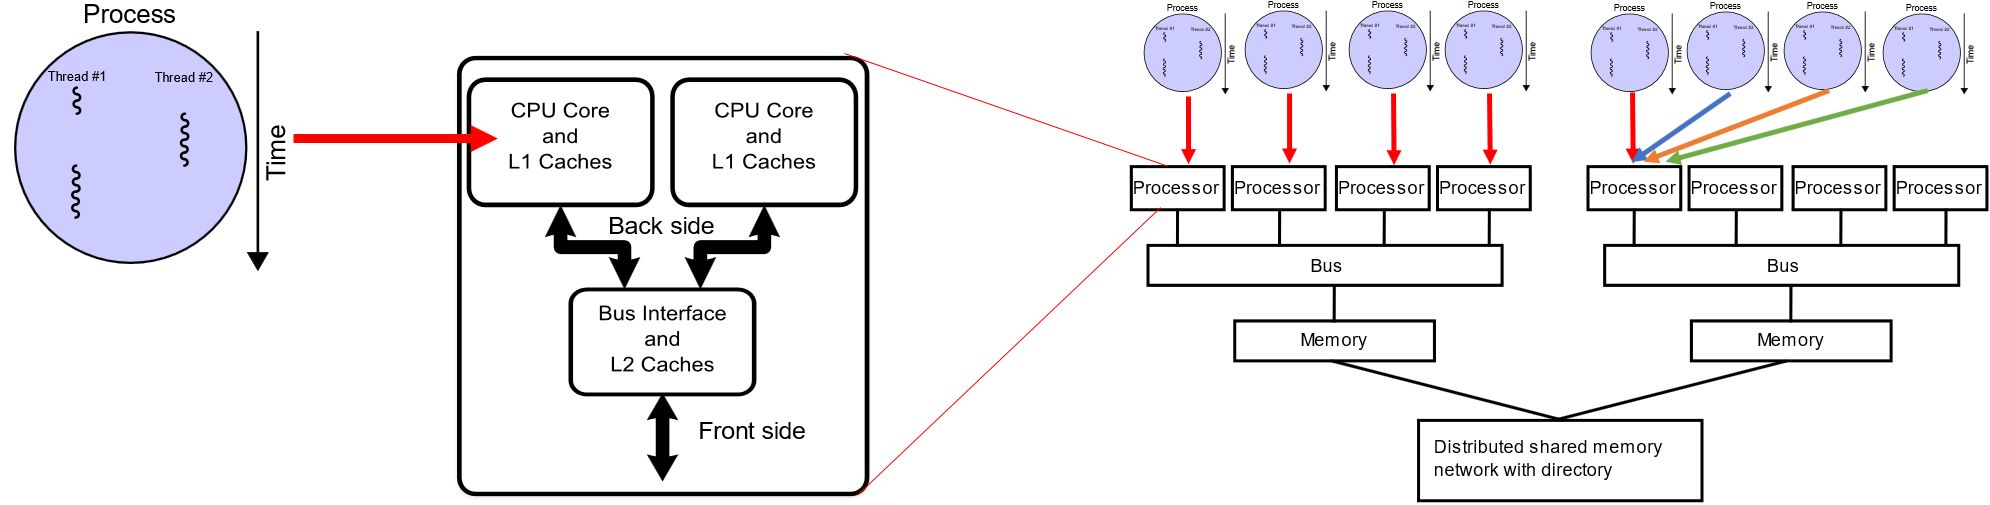 Process
Thread #1
Thread #2
Time
CPU Core
and
L1 Caches
CPU Core
and
L1 Caches
Back side
Bus Interface
and
L2 Caches
Front side
Process
Thread #1
Thread #2
Time
Process
Thread #1
Thread #2
Time
Process
Thread #1
Thread #2
Time
Process
Thread #1
Thread #2
Time
Process
Thread #1
Thread #2
Time
Process
Thread #1
Thread #2
Time
Process
Thread #1
Thread #2
Time
Process
Thread #1
Thread #2
Time
Processor
Processor
Processor
Processor
Processor
Processor
Processor
Processor
Bus
Bus
Memory
Memory
Distributed shared memory
network with directory